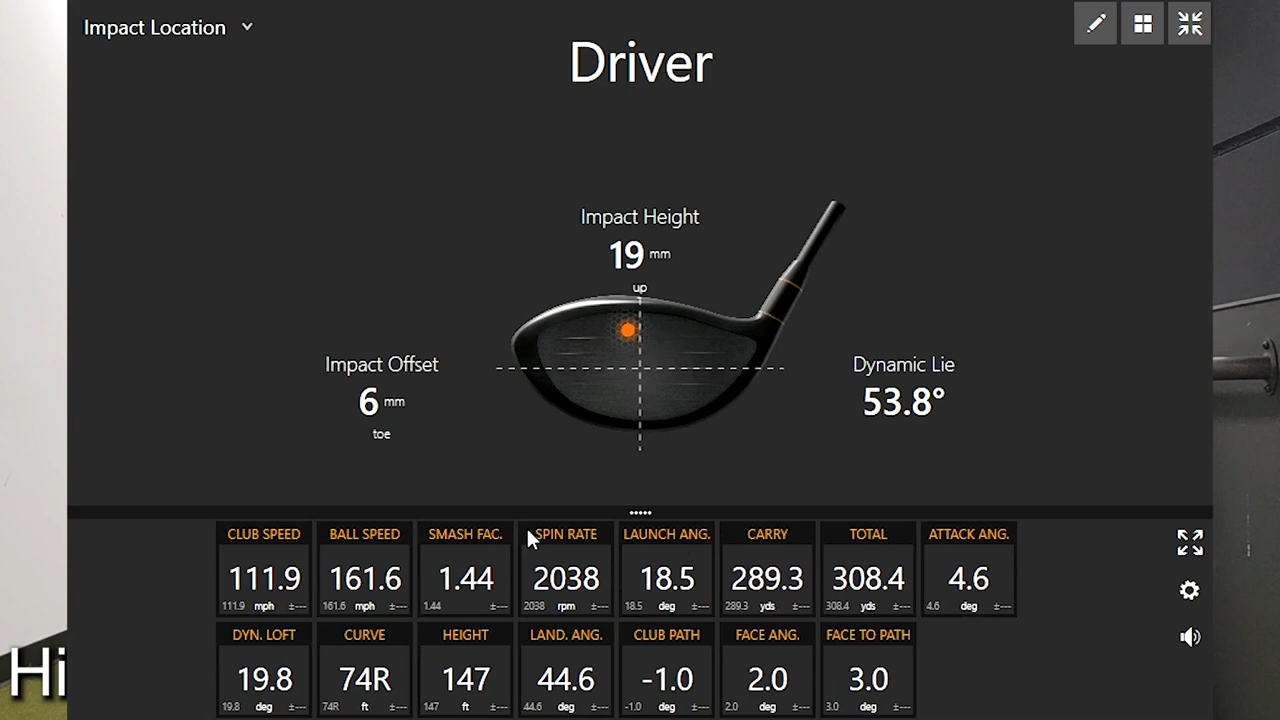 Impact Location
Driver
Impact Height
19 mm
up
Impact Offset
6 mm
toe
Dynamic Lie
53.8°
CLUB SPEED BALL SPEED SMASH FAC. SPIN RATE LAUNCH ANG. CARRY TOTAL ATTACK ANG.
111.9 161.6 1.44 2038 18.5 289.3 308.4 4.6
111.9 mph ±--- 161.6 mph ±--- 1.44 ±--- 2038 rpm ±--- 18.5 deg ±--- 289.3 yds ±--- 308.4 yds ±--- 4.6 deg ±---
DYN. LOFT CURVE HEIGHT LAND. ANG. CLUB PATH FACE ANG. FACE TO PATH
19.8 74R 147 44.6 -1.0 2.0 3.0
19.8 deg ±--- 74R ft ±--- 147 ft ±--- 44.6 deg ±--- -1.0 deg ±--- 2.0 deg ±--- 3.0 deg ±---
Hi